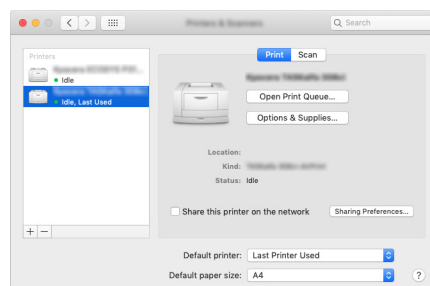 Search
Printers
Idle
Idle, Last Used
Print
Scan
Open Print Queue...
Options & Supplies...
Location:
Kind:
Status: Idle
Share this printer on the network
Sharing Preferences...
+ −
Default printer: Last Printer Used
Default paper size: A4
?